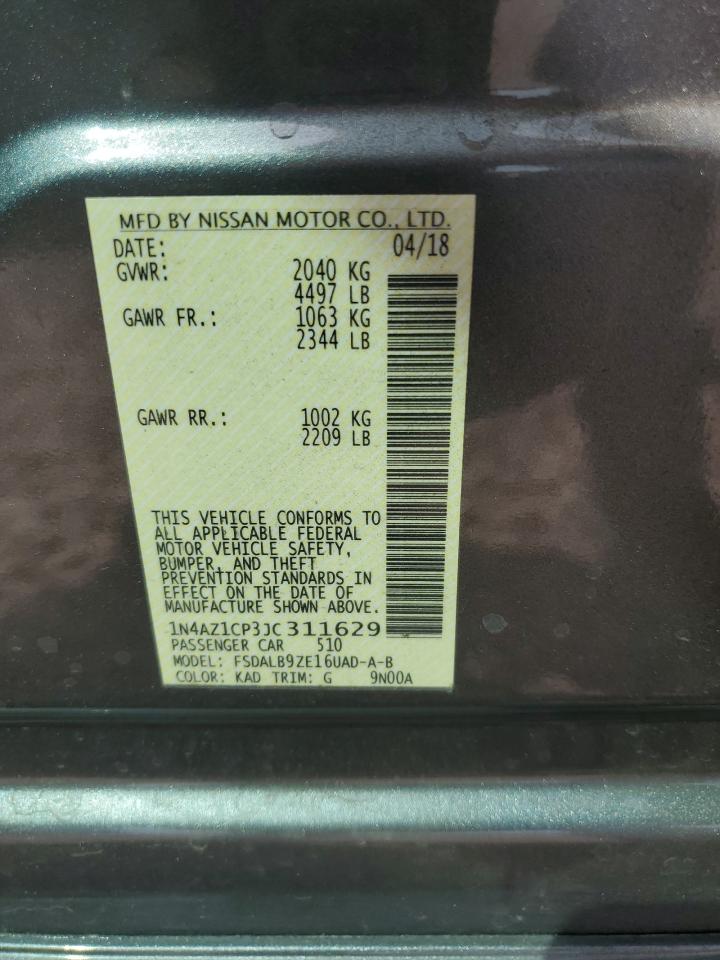 MFD BY NISSAN MOTOR CO., LTD.
DATE: 04/18
GVWR: 2040 KG
4497 LB
GAWR FR.: 1063 KG
2344 LB
GAWR RR.: 1002 KG
2209 LB
THIS VEHICLE CONFORMS TO
ALL APPLICABLE FEDERAL
MOTOR VEHICLE SAFETY,
BUMPER, AND THEFT
PREVENTION STANDARDS IN
EFFECT ON THE DATE OF
MANUFACTURE SHOWN ABOVE.
1N4AZ1CP3JC311629
PASSENGER CAR 510
MODEL: FSDALB9ZE16UAD-A-B
COLOR: KAD TRIM: G 9N00A